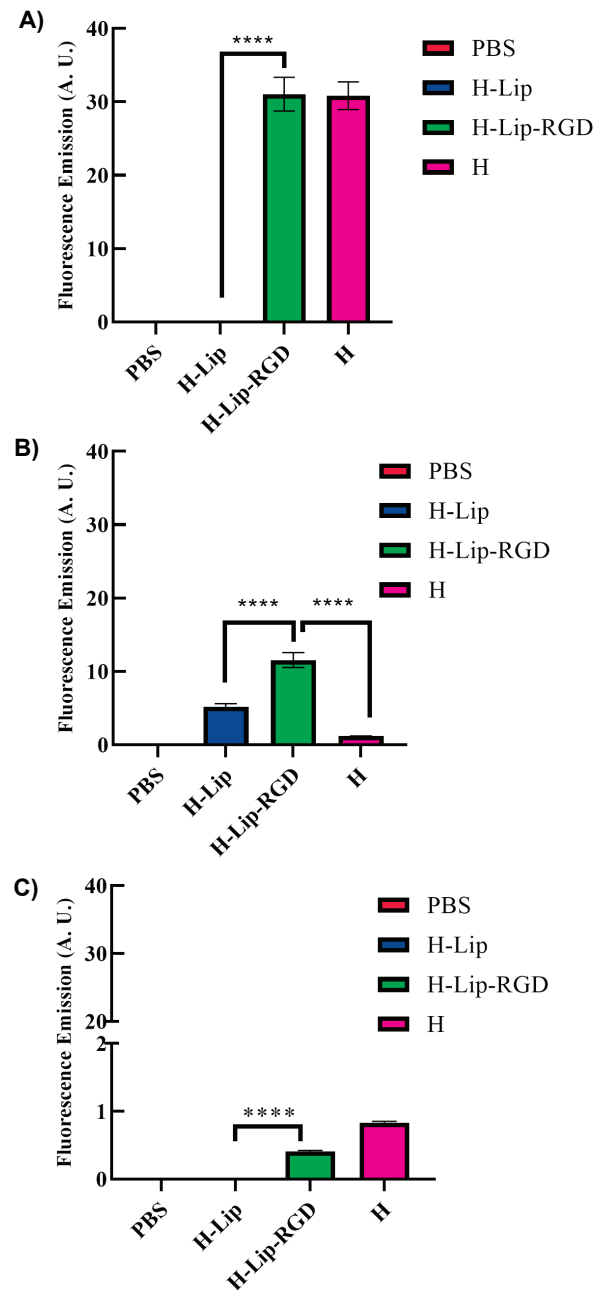 A)
Fluorescence Emission (A. U.)
40
30
20
10
0
****
PBS
H-Lip
H-Lip-RGD
H
PBS
H-Lip
H-Lip-RGD
H
B)
Fluorescence Emission (A. U.)
40
30
20
10
0
**** ****
PBS
H-Lip
H-Lip-RGD
H
PBS
H-Lip
H-Lip-RGD
H
C)
Fluorescence Emission (A. U.)
40
30
20
2
1
0
****
PBS
H-Lip
H-Lip-RGD
H
PBS
H-Lip
H-Lip-RGD
H